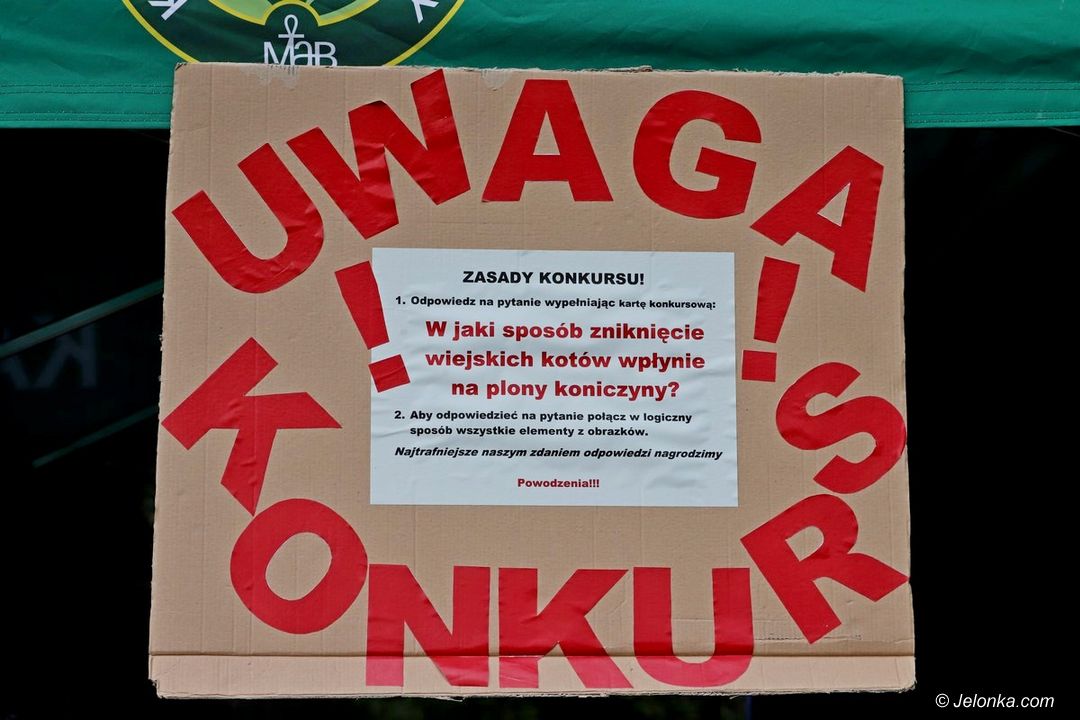 MaB
UWAGA!
KONKURS!
ZASADY KONKURSU!
1. Odpowiedz na pytanie wypełniając kartę konkursową:
W jaki sposób zniknięcie
wiejskich kotów wpłynie
na plony koniczyny?
2. Aby odpowiedzieć na pytanie połącz w logiczny
sposób wszystkie elementy z obrazków.
Najtrafniejsze naszym zdaniem odpowiedzi nagrodzimy
Powodzenia!!!
© Jelonka.com